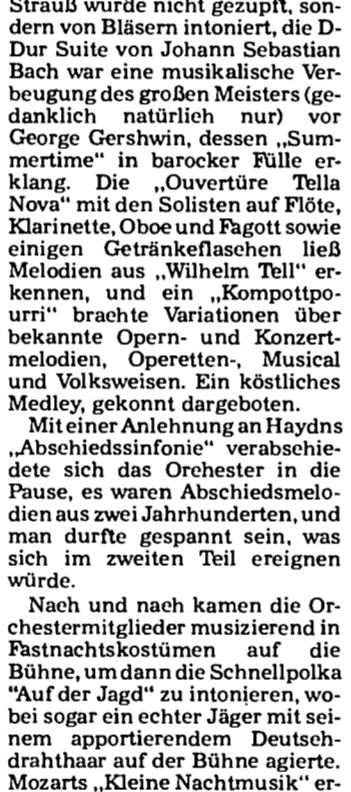 Strauß wurde nicht gezupft, son-
dern von Bläsern intoniert, die D-
Dur Suite von Johann Sebastian
Bach war eine musikalische Ver-
beugung des großen Meisters (ge-
danklich natürlich nur) vor
George Gershwin, dessen „Sum-
mertime“ in barocker Fülle er-
klang. Die „Ouvertüre Tella
Nova“ mit den Solisten auf Flöte,
Klarinette, Oboe und Fagott sowie
einigen Getränkeflaschen ließ
Melodien aus „Wilhelm Tell“ er-
kennen, und ein „Kompottpo-
urri“ brachte Variationen über
bekannte Opern- und Konzert-
melodien, Operetten-, Musical
und Volksweisen. Ein köstliches
Medley, gekonnt dargeboten.
Mit einer Anlehnung an Haydns
„Abschiedssinfonie“ verabschie-
dete sich das Orchester in die
Pause, es waren Abschiedsmelo-
dien aus zwei Jahrhunderten, und
man durfte gespannt sein, was
sich im zweiten Teil ereignen
würde.
Nach und nach kamen die Or-
chestermitglieder musizierend in
Fastnachtskostümen auf die
Bühne, um dann die Schnellpolka
“Auf der Jagd“ zu intonieren, wo-
bei sogar ein echter Jäger mit sei-
nem apportierendem Deutsch-
drahthaar auf der Bühne agierte.
Mozarts „Kleine Nachtmusik“ er-